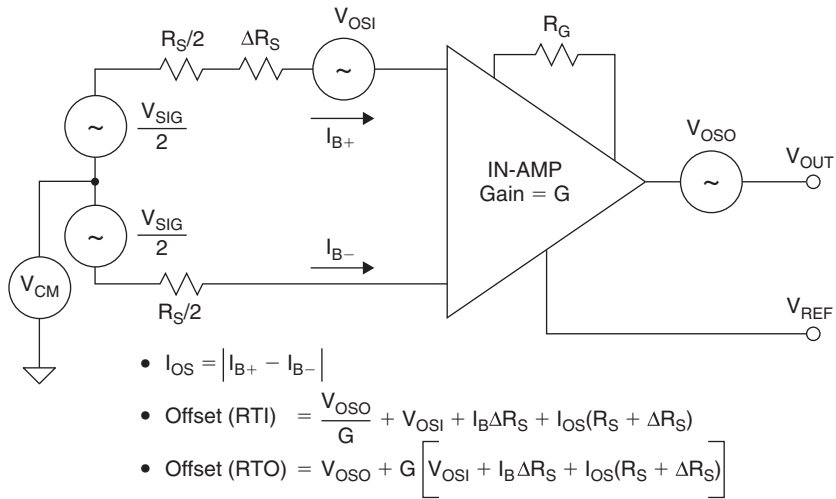 V_OSI
R_G
R_S/2
ΔR_S
~
V_SIG/2
~
I_B+
V_OSO
V_OUT
IN-AMP
Gain = G
~
V_SIG/2
~
I_B−
V_CM
R_S/2
V_REF
• I_OS = |I_B+ − I_B−|
• Offset (RTI) = V_OSO/G + V_OSI + I_BΔR_S + I_OS(R_S + ΔR_S)
• Offset (RTO) = V_OSO + G[V_OSI + I_BΔR_S + I_OS(R_S + ΔR_S)]